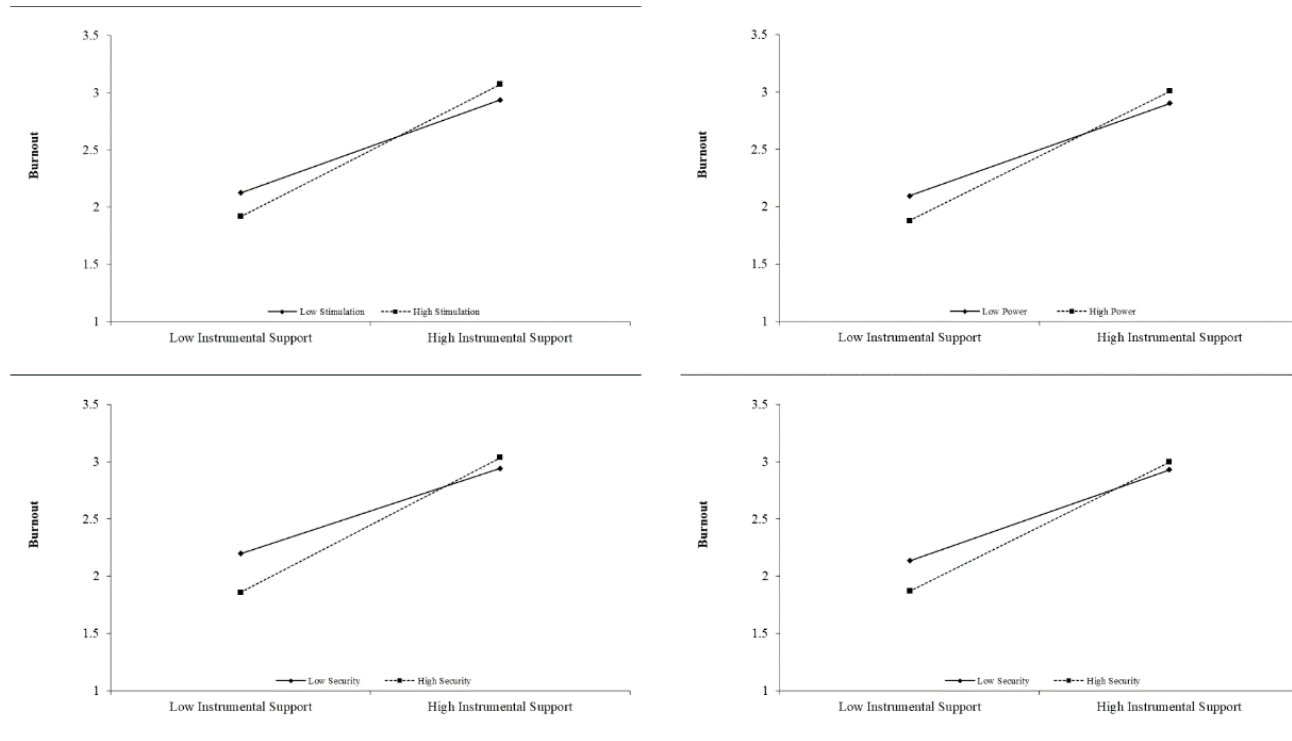 3.5
3
2.5
2
1.5
1
Burnout
Low Stimulation High Stimulation
Low Instrumental Support High Instrumental Support
3.5
3
2.5
2
1.5
1
Burnout
Low Power High Power
Low Instrumental Support High Instrumental Support
3.5
3
2.5
2
1.5
1
Burnout
Low Security High Security
Low Instrumental Support High Instrumental Support
3.5
3
2.5
2
1.5
1
Burnout
Low Security High Security
Low Instrumental Support High Instrumental Support